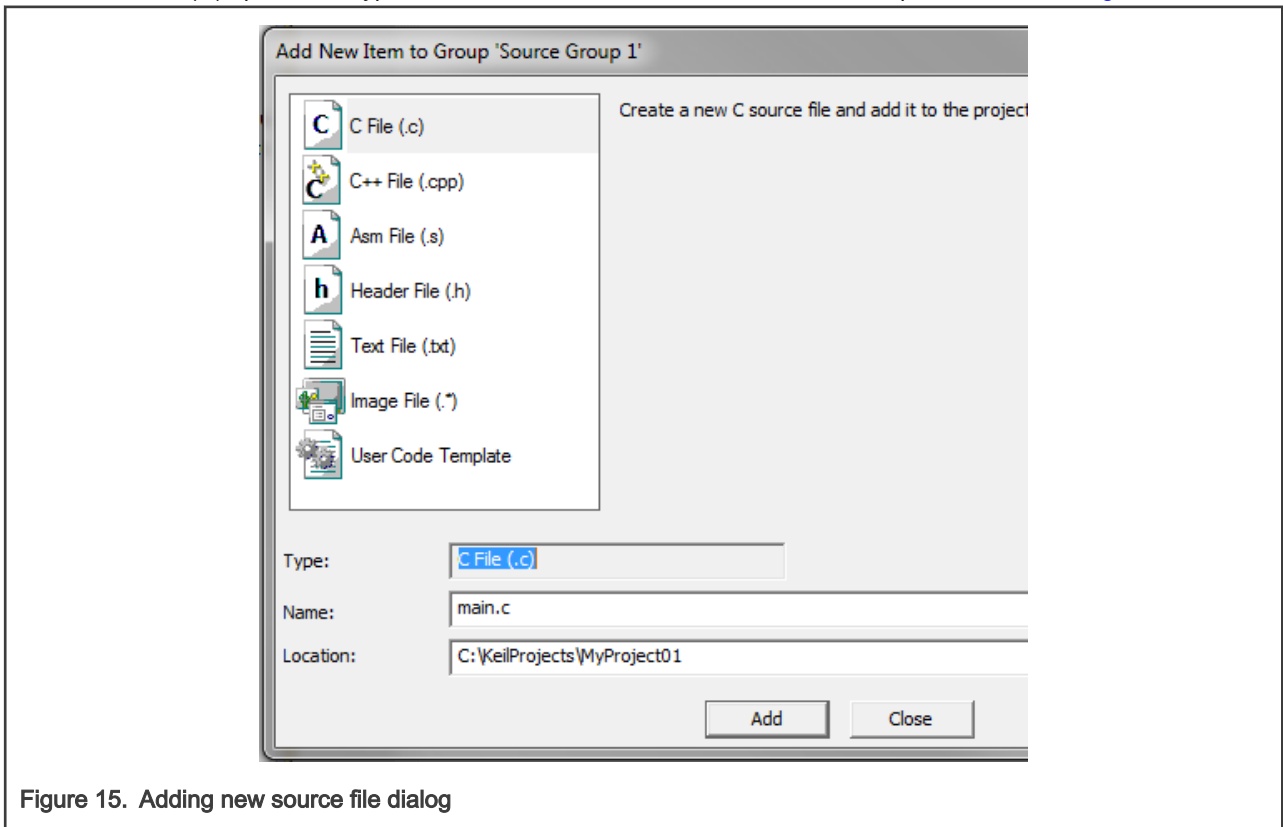 Add New Item to Group 'Source Group 1'
C File (.c)
Create a new C source file and add it to the project
C++ File (.cpp)
Asm File (.s)
Header File (.h)
Text File (.txt)
Image File (.*)
User Code Template
Type:
C File (.c)
Name:
main.c
Location:
C:\KeilProjects\MyProject01
Add
Close
Figure 15. Adding new source file dialog